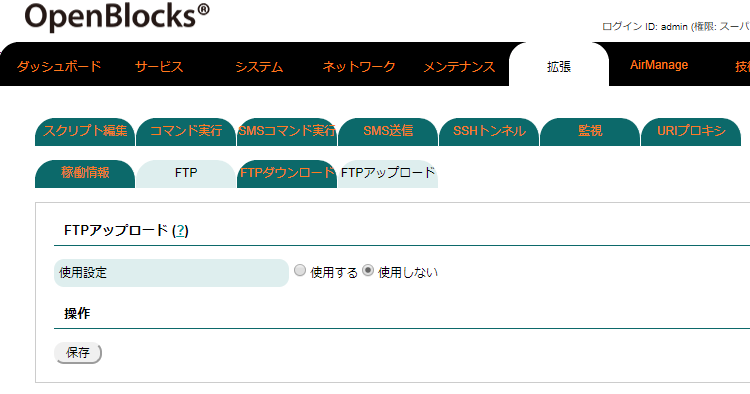 OpenBlocks®
ログイン ID: admin (権限: スーパ
ダッシュボード サービス システム ネットワーク メンテナンス 拡張 AirManage 技
スクリプト編集 コマンド実行 SMSコマンド実行 SMS送信 SSHトンネル 監視 URIプロキシ
稼働情報 FTP FTPダウンロード FTPアップロード
FTPアップロード (?)
使用設定 使用する 使用しない
操作
保存